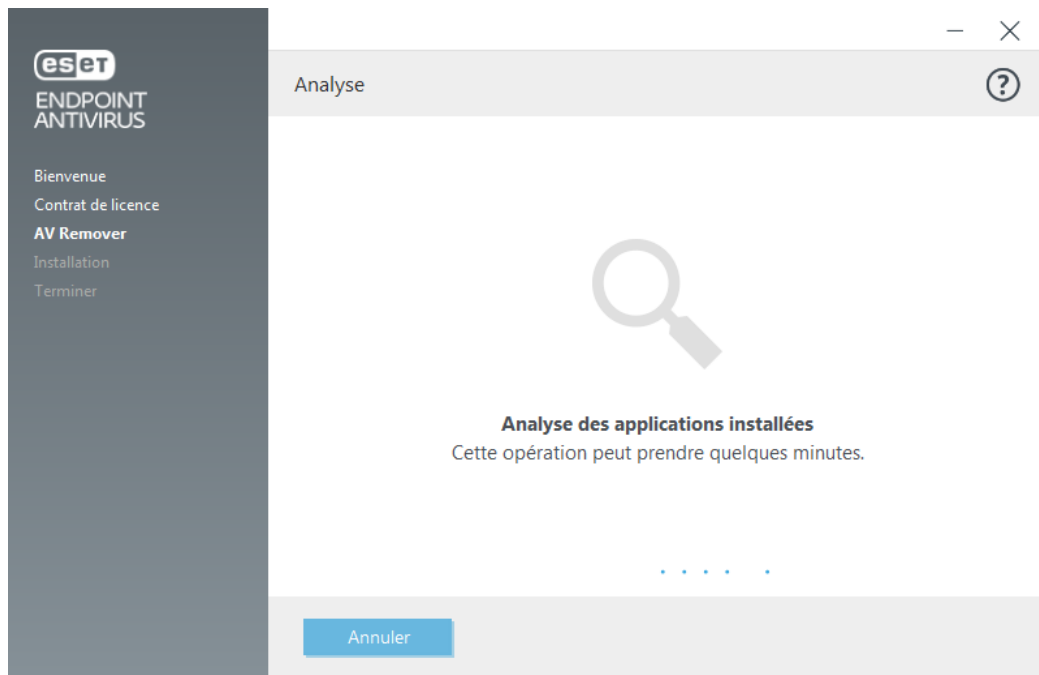 eset
ENDPOINT
ANTIVIRUS
Bienvenue
Contrat de licence
AV Remover
Installation
Terminer
Analyse
?
Analyse des applications installées
Cette opération peut prendre quelques minutes.
Annuler